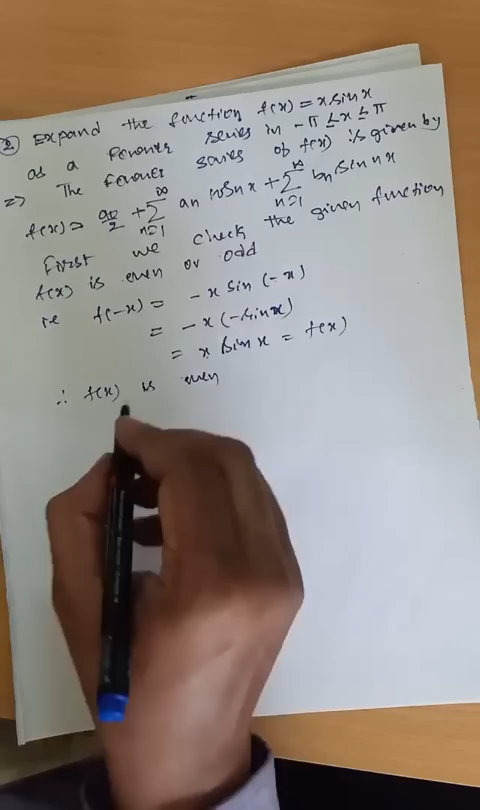 ② Expand the function f(x) = x sin x
as a Fourier series in -π ≤ x ≤ π
=> The Fourier series of f(x) is given by
f(x) = a0/2 + ∑_{n=1}^{∞} an cos nx + ∑_{n=1}^{∞} bn sin nx
First we check the given function
f(x) is even or odd
ie f(-x) = -x sin (-x)
= -x (-sin x)
= x sin x = f(x)
∴ f(x) is even